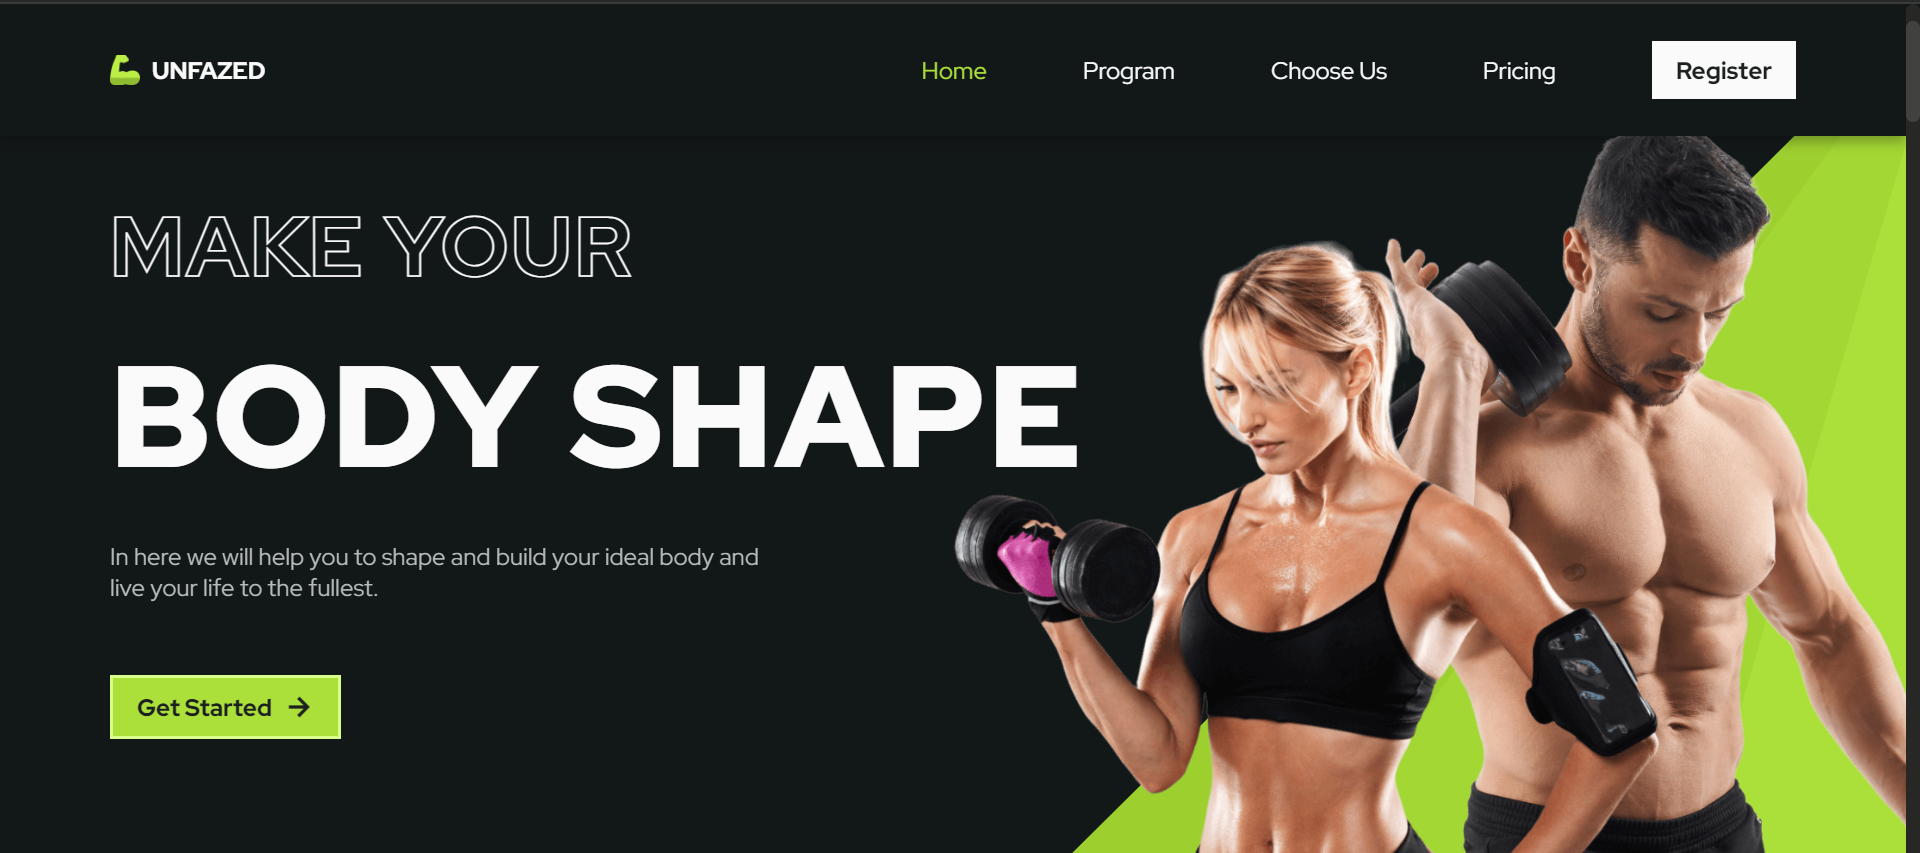 UNFAZED
Home Program Choose Us Pricing Register
MAKE YOUR
BODY SHAPE
In here we will help you to shape and build your ideal body and
live your life to the fullest.
Get Started